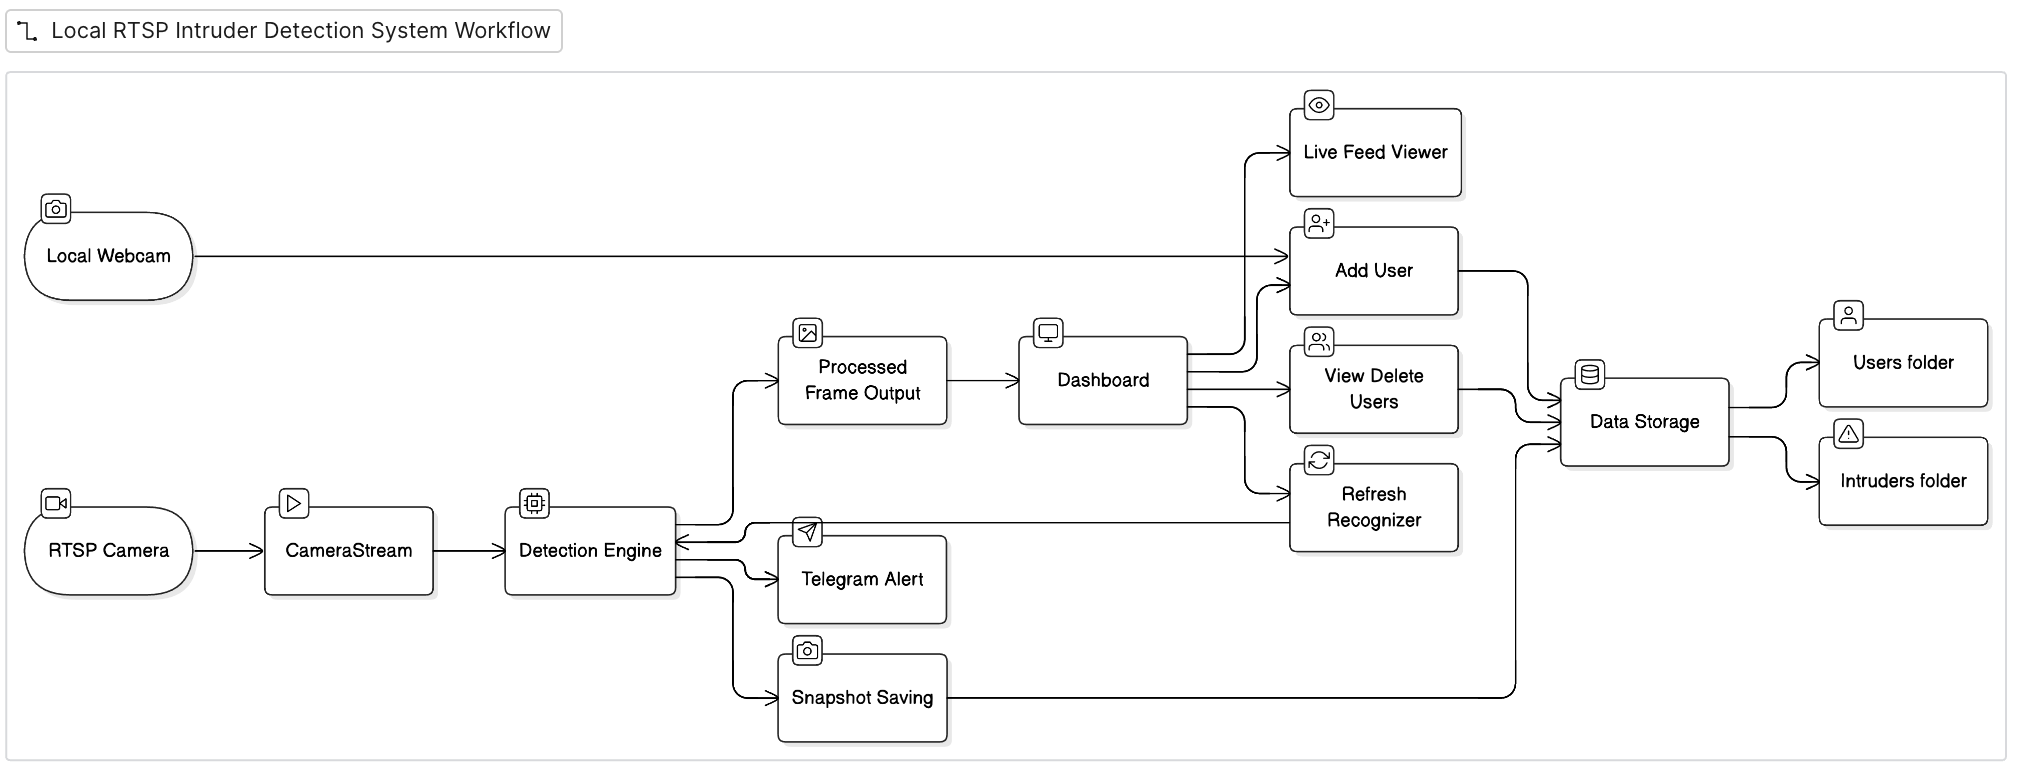 Local RTSP Intruder Detection System Workflow
Live Feed Viewer
Local Webcam
Add User
Processed
Frame Output
Dashboard
View Delete
Users
Users folder
Data Storage
Intruders folder
Refresh
Recognizer
RTSP Camera
CameraStream
Detection Engine
Telegram Alert
Snapshot Saving